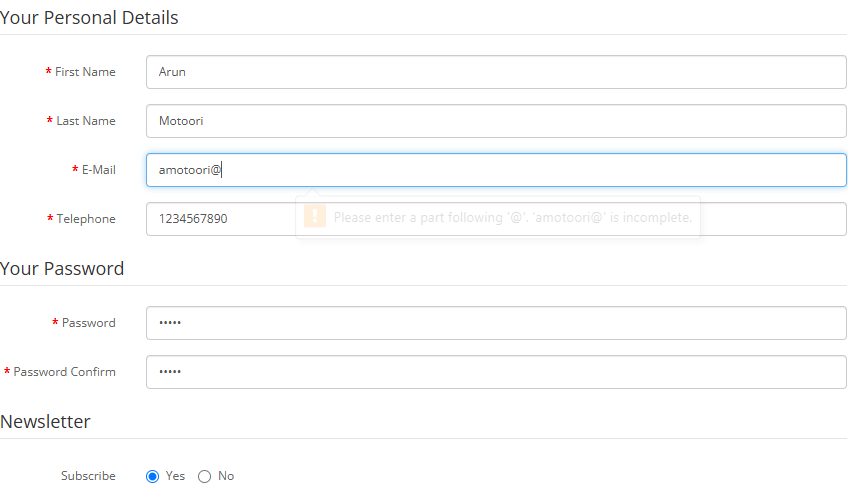 Your Personal Details
* First Name Arun
* Last Name Motoori
* E-Mail amotoori@
! Please enter a part following '@'. 'amotoori@' is incomplete.
* Telephone 1234567890
Your Password
* Password •••••
* Password Confirm •••••
Newsletter
Subscribe Yes No